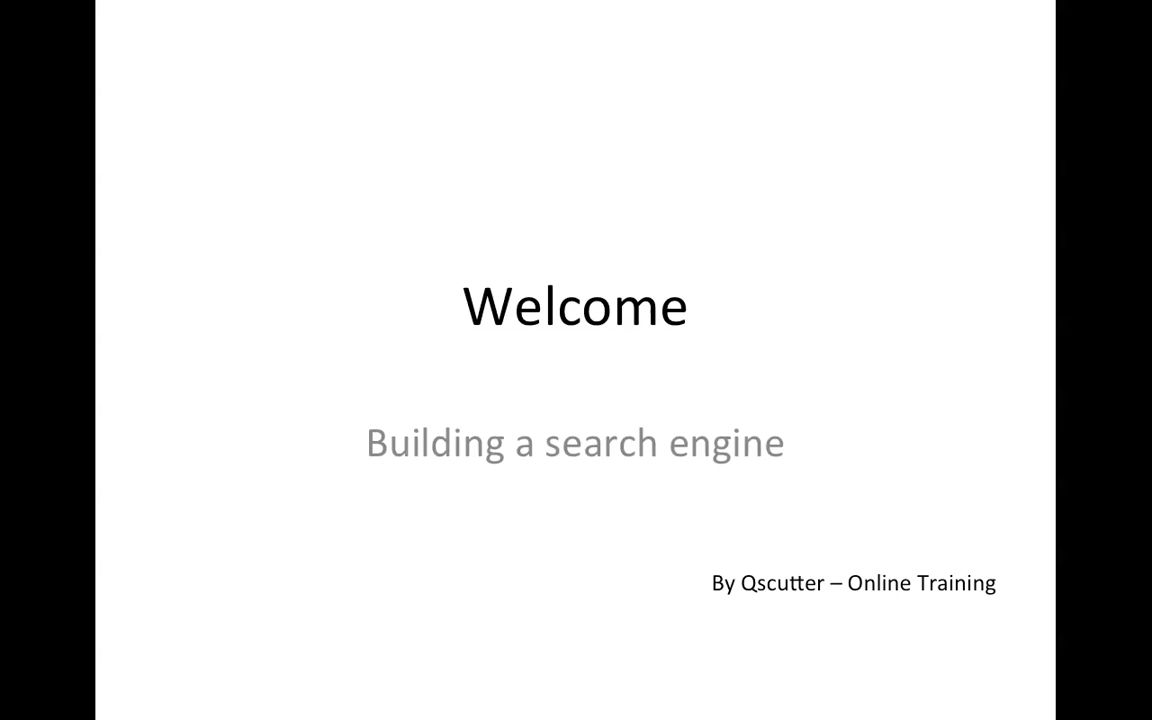 Welcome
Building a search engine
By Qscutter – Online Training